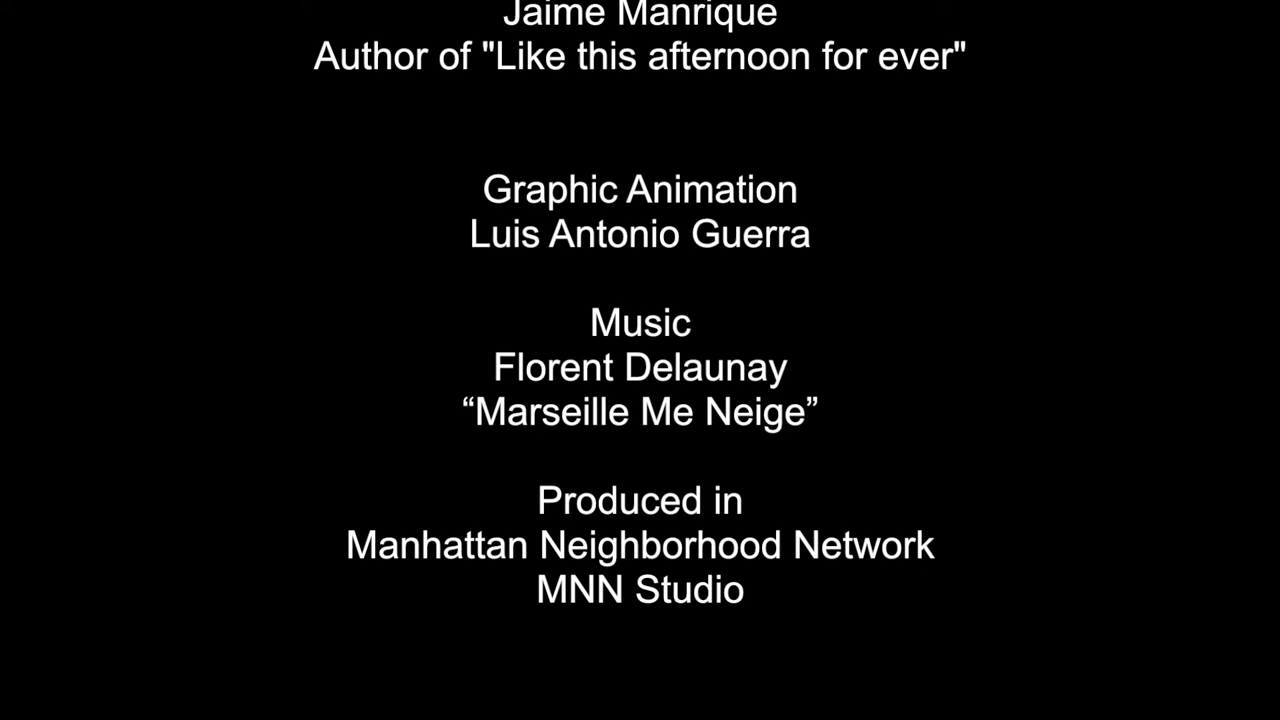 Jaime Manrique
Author of "Like this afternoon for ever"
Graphic Animation
Luis Antonio Guerra
Music
Florent Delaunay
“Marseille Me Neige”
Produced in
Manhattan Neighborhood Network
MNN Studio